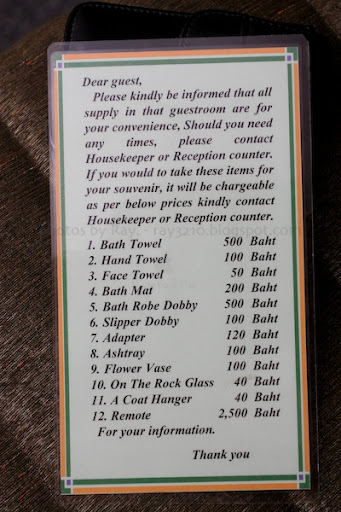 Dear guest,
Please kindly be informed that all
supply in that guestroom are for
your convenience, Should you need
any times, please contact
Housekeeper or Reception counter.
If you would to take these items for
your souvenir, it will be chargeable
as per below prices kindly contact
Housekeeper or Reception counter.
Photos by Ray. - ray3210.blogspot.com
1. Bath Towel 500 Baht
2. Hand Towel 100 Baht
3. Face Towel 50 Baht
4. Bath Mat 200 Baht
5. Bath Robe Dobby 500 Baht
6. Slipper Dobby 100 Baht
7. Adapter 120 Baht
8. Ashtray 100 Baht
9. Flower Vase 100 Baht
10. On The Rock Glass 40 Baht
11. A Coat Hanger 40 Baht
12. Remote 2,500 Baht
For your information.
Thank you